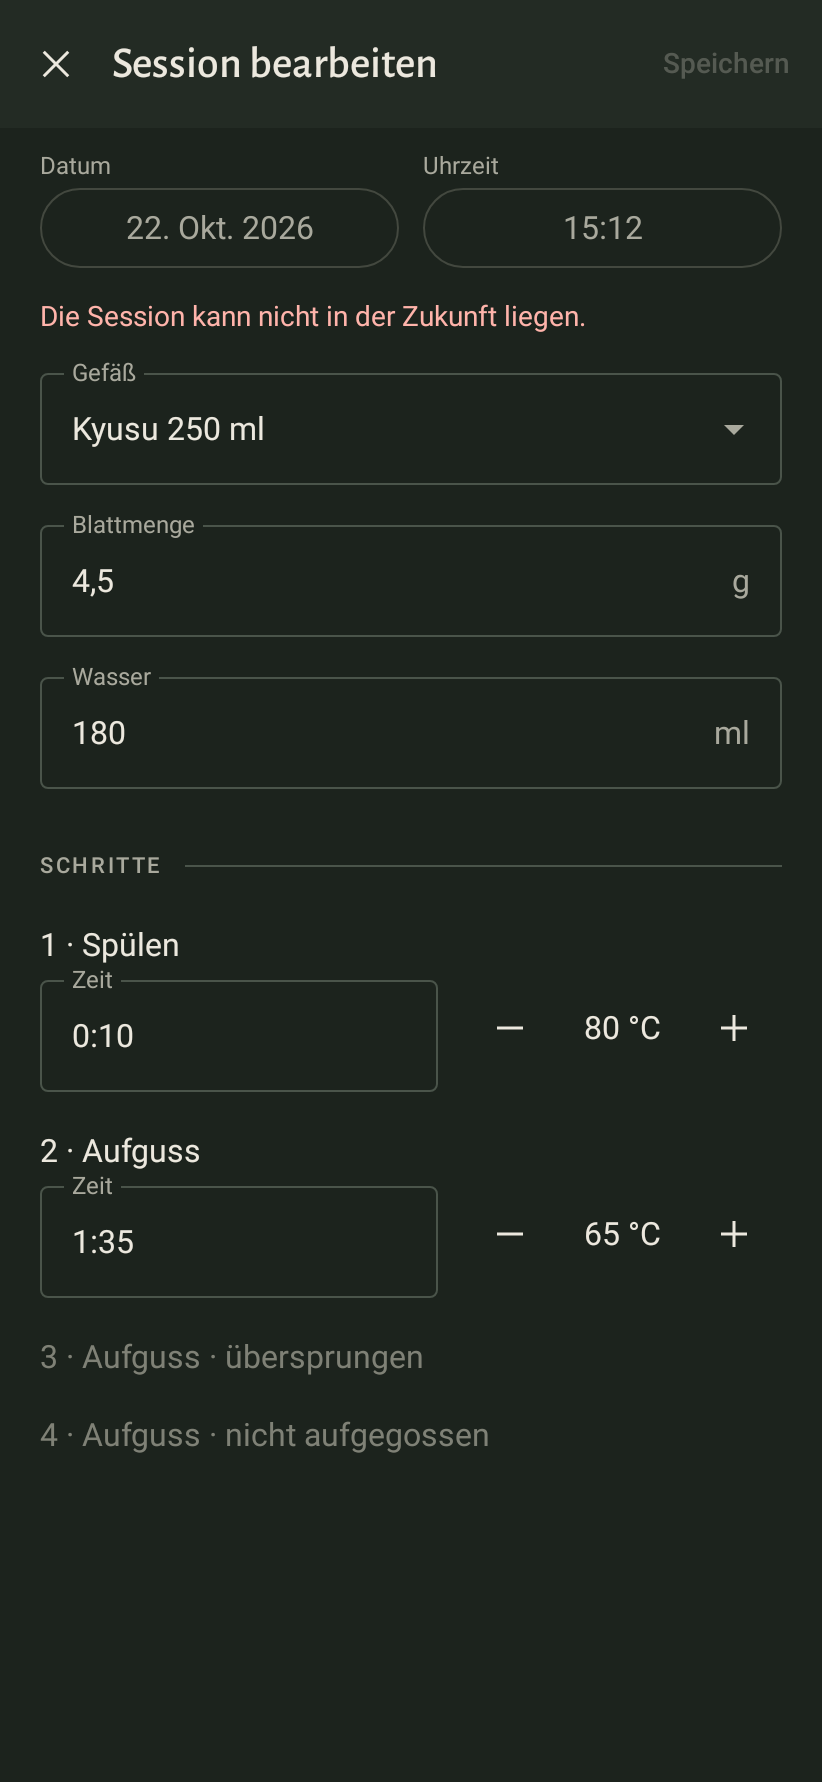 Session bearbeiten
Speichern
Datum
Uhrzeit
22. Okt. 2026
15:12
Die Session kann nicht in der Zukunft liegen.
Gefäß
Kyusu 250 ml
Blattmenge
4,5
g
Wasser
180
ml
SCHRITTE
1 · Spülen
Zeit
0:10
80 °C
2 · Aufguss
Zeit
1:35
65 °C
3 · Aufguss · übersprungen
4 · Aufguss · nicht aufgegossen